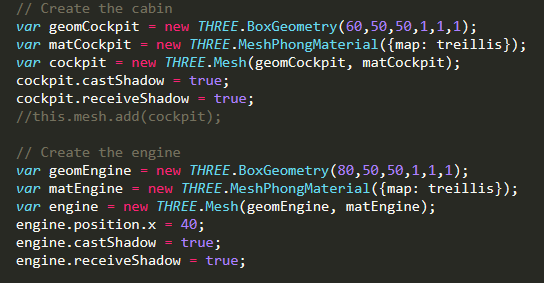 // Create the cabin
var geomCockpit = new THREE.BoxGeometry(60,50,50,1,1,1);
var matCockpit = new THREE.MeshPhongMaterial({map: treillis});
var cockpit = new THREE.Mesh(geomCockpit, matCockpit);
cockpit.castShadow = true;
cockpit.receiveShadow = true;
//this.mesh.add(cockpit);
// Create the engine
var geomEngine = new THREE.BoxGeometry(80,50,50,1,1,1);
var matEngine = new THREE.MeshPhongMaterial({map: treillis});
var engine = new THREE.Mesh(geomEngine, matEngine);
engine.position.x = 40;
engine.castShadow = true;
engine.receiveShadow = true;